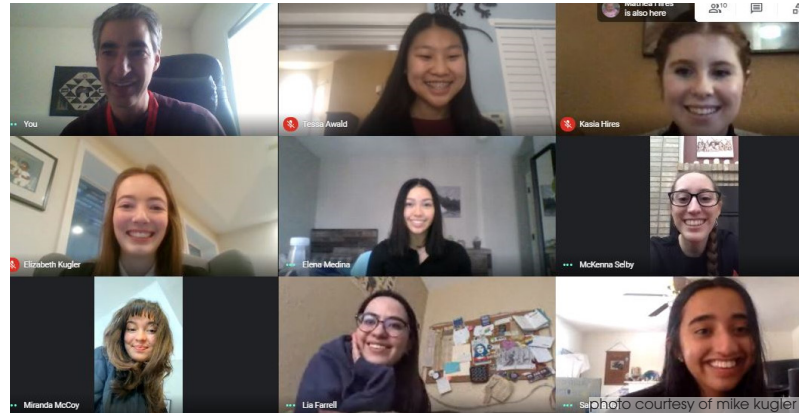 Mathea Hires
is also here
10
You
Tessa Awald
Kasia Hires
Elizabeth Kugler
Elena Medina
McKenna Selby
Miranda McCoy
Lia Farrell
photo courtesy of mike kugler